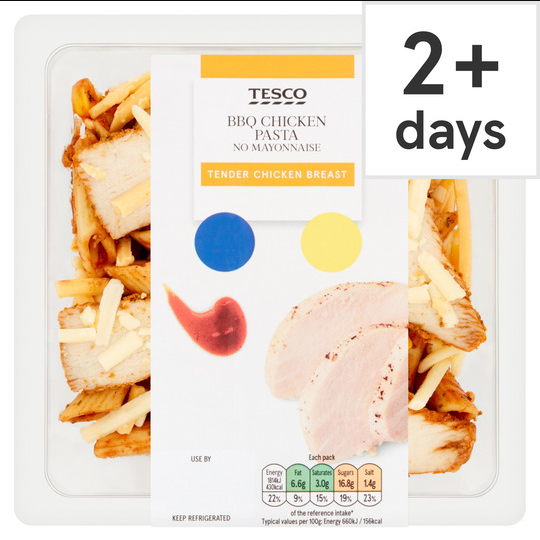 2+
days
TESCO
BBQ CHICKEN
PASTA
NO MAYONNAISE
TENDER CHICKEN BREAST
USE BY
KEEP REFRIGERATED
Each pack
Energy Fat Saturates Sugars Salt
1814kJ
430kcal 6.6g 3.0g 16.8g 1.4g
22% 9% 15% 19% 23%
of the reference intake*
Typical values per 100g: Energy 660kJ / 156kcal